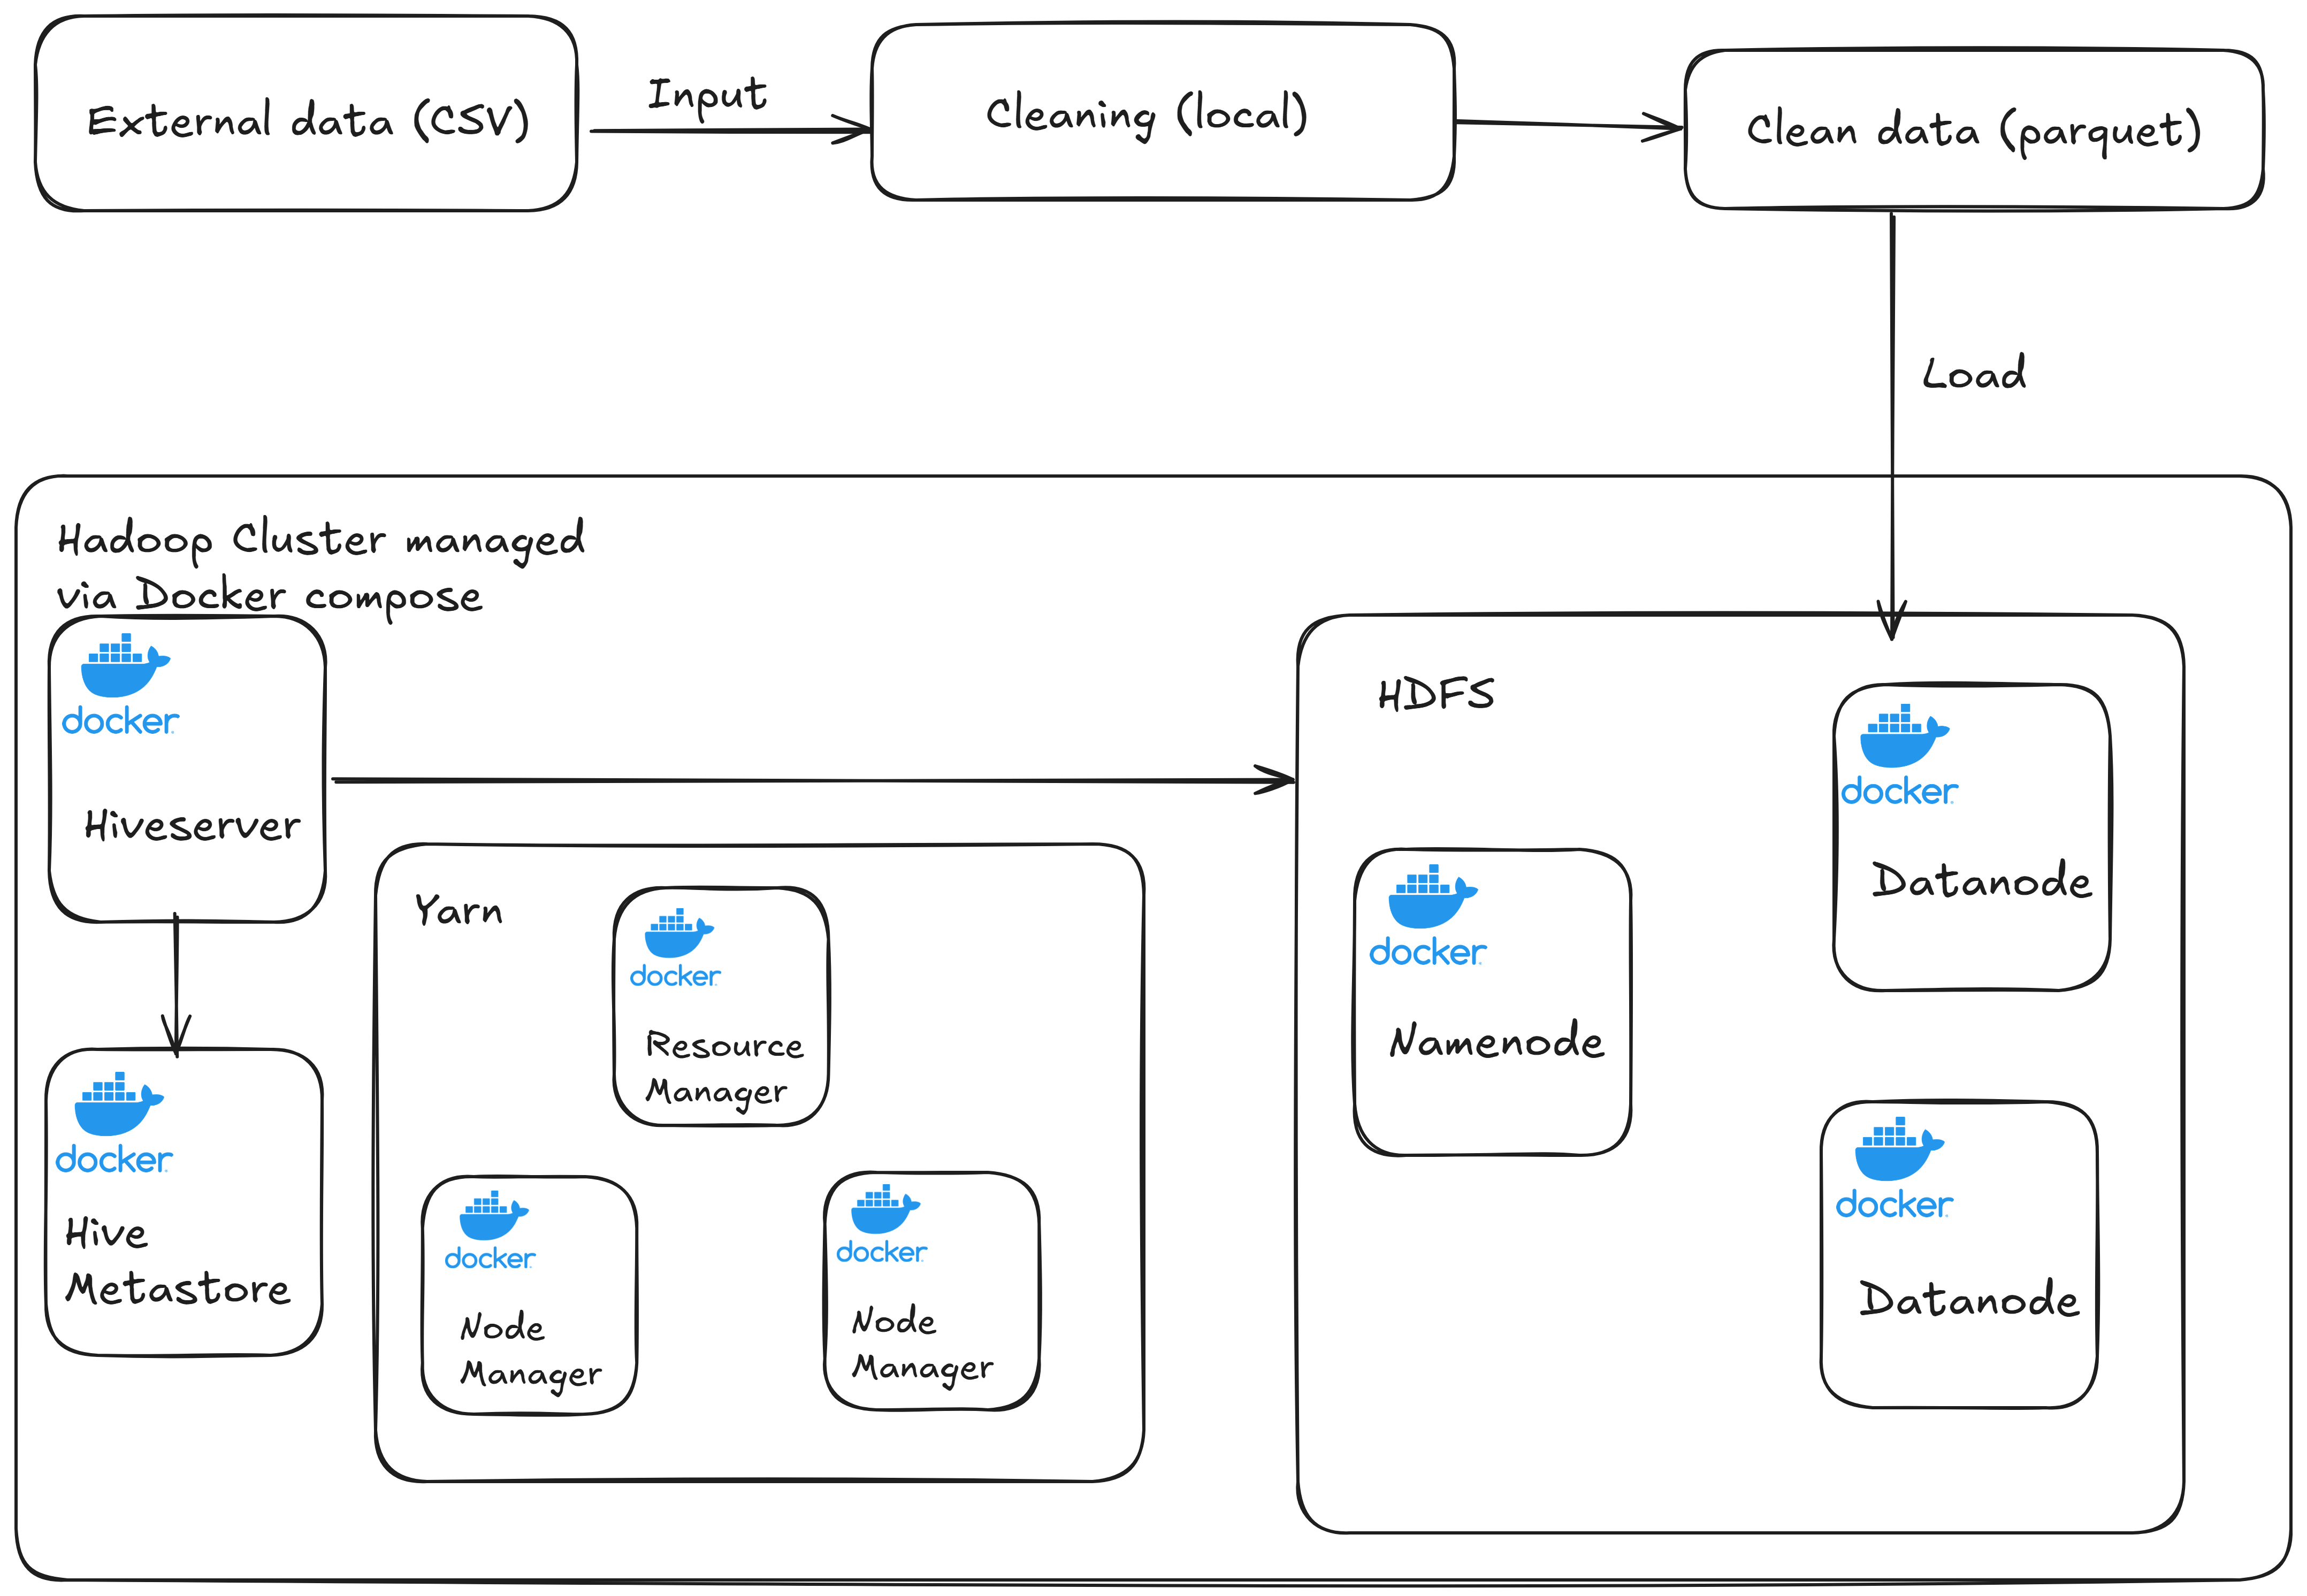 External data (CSV)
Input
Cleaning (local)
Clean data (parquet)
Load
Hadoop Cluster managed
via Docker compose
docker
Hiveserver
HDFS
docker
Datanode
Yarn
docker
Resource
Manager
docker
Namenode
docker
Hive
Metastore
docker
Node
Manager
docker
Node
Manager
docker
Datanode